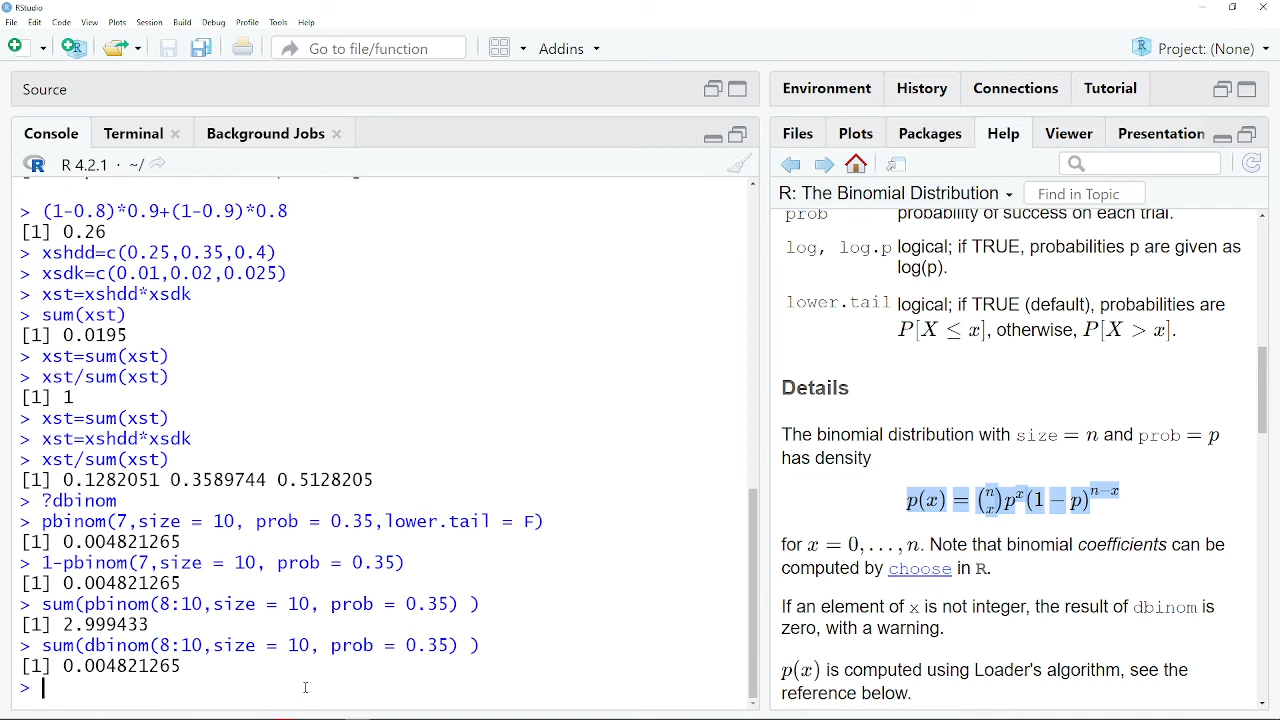 RStudio
File Edit Code View Plots Session Build Debug Profile Tools Help
Go to file/function Addins Project: (None)
Source
Console Terminal Background Jobs
R 4.2.1 · ~/
> (1-0.8)*0.9+(1-0.9)*0.8
[1] 0.26
> xshdd=c(0.25,0.35,0.4)
> xsdk=c(0.01,0.02,0.025)
> xst=xshdd*xsdk
> sum(xst)
[1] 0.0195
> xst=sum(xst)
> xst/sum(xst)
[1] 1
> xst=sum(xst)
> xst=xshdd*xsdk
> xst/sum(xst)
[1] 0.1282051 0.3589744 0.5128205
> ?dbinom
> pbinom(7,size = 10, prob = 0.35,lower.tail = F)
[1] 0.004821265
> 1-pbinom(7,size = 10, prob = 0.35)
[1] 0.004821265
> sum(pbinom(8:10,size = 10, prob = 0.35) )
[1] 2.999433
> sum(dbinom(8:10,size = 10, prob = 0.35) )
[1] 0.004821265
>
Environment History Connections Tutorial
Files Plots Packages Help Viewer Presentation
R: The Binomial Distribution Find in Topic
prob probability of success on each trial.
log, log.p logical; if TRUE, probabilities p are given as
log(p).
lower.tail logical; if TRUE (default), probabilities are
P[X ≤ x], otherwise, P[X > x].
Details
The binomial distribution with size = n and prob = p
has density
p(x) = (n x) p^x (1 − p)^{n−x}
for x = 0, . . . , n. Note that binomial coefficients can be
computed by choose in R.
If an element of x is not integer, the result of dbinom is
zero, with a warning.
p(x) is computed using Loader's algorithm, see the
reference below.